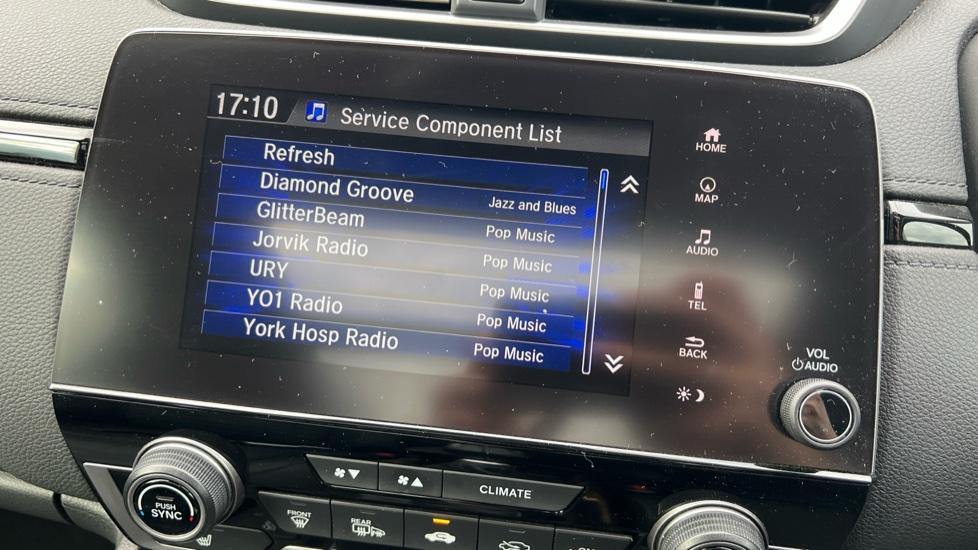 17:10 Service Component List
Refresh
Diamond Groove Jazz and Blues
GlitterBeam Pop Music
Jorvik Radio Pop Music
URY Pop Music
YO1 Radio Pop Music
York Hosp Radio Pop Music
HOME
MAP
AUDIO
TEL
BACK
VOL
AUDIO
PUSH
SYNC
CLIMATE
FRONT
REAR